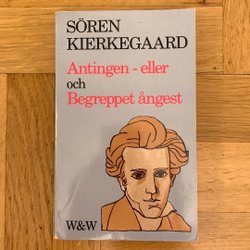 SÖREN
KIERKEGAARD
Antingen - eller
och
Begreppet ångest
W&W